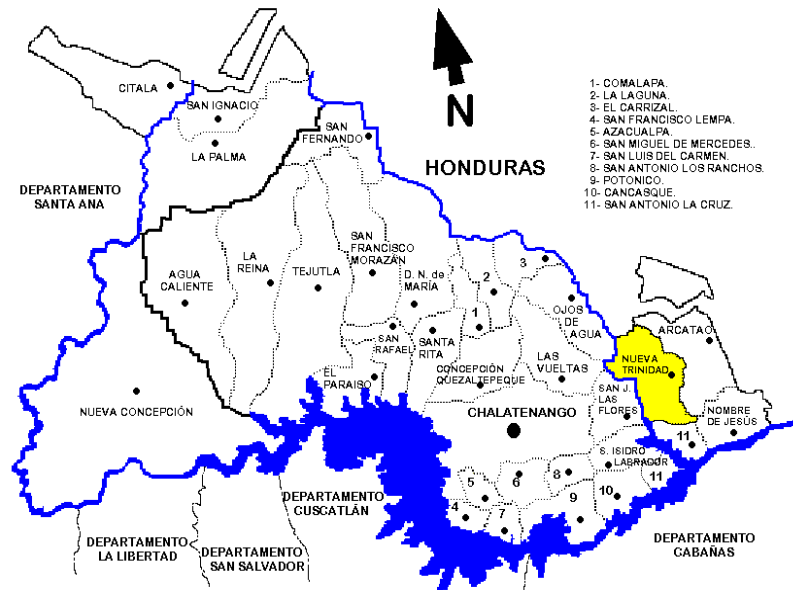 CITALA
SAN IGNACIO
LA PALMA
SAN
FERNANDO
N
HONDURAS
1- COMALAPA.
2- LA LAGUNA.
3- EL CARRIZAL.
4- SAN FRANCISCO LEMPA.
5- AZACUALPA.
6- SAN MIGUEL DE MERCEDES..
7- SAN LUIS DEL CARMEN.
8- SAN ANTONIO LOS RANCHOS.
9- POTONICO.
10- CANCASQUE.
11- SAN ANTONIO LA CRUZ.
DEPARTAMENTO
SANTA ANA
AGUA
CALIENTE
LA
REINA
TEJUTLA
SAN
FRANCISCO
MORAZÁN
D. N. de
MARÍA
2
3
1
OJOS
DE
AGUA
ARCATAO
NUEVA
TRINIDAD
SAN
RAFAEL
SANTA
RITA
EL
PARAISO
CONCEPCIÓN
QUEZALTEPEQUE
LAS
VUELTAS
SAN J.
LAS
FLORES
NOMBRE
DE JESÚS
NUEVA CONCEPCIÓN
CHALATENANGO
S. ISIDRO
LABRADOR
11
11
5
6
8
10
9
4
7
DEPARTAMENTO
CUSCATLÁN
DEPARTAMENTO
LA LIBERTAD
DEPARTAMENTO
SAN SALVADOR
DEPARTAMENTO
CABAÑAS